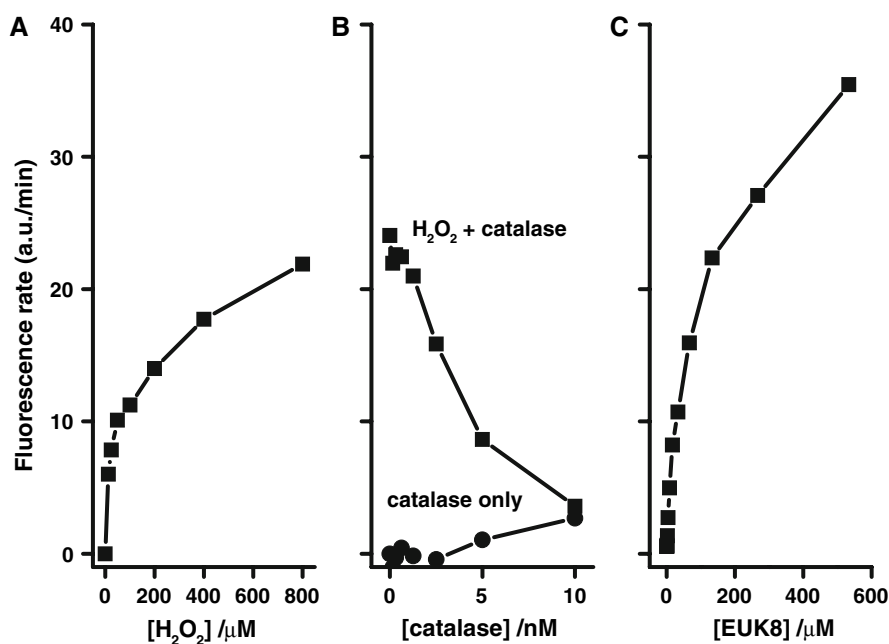 A
B
C
Fluorescence rate (a.u./min)
40
30
20
10
0
H₂O₂ + catalase
catalase only
0 200 400 600 800
0 5 10
0 200 400 600
[H₂O₂] /μM
[catalase] /nM
[EUK8] /μM